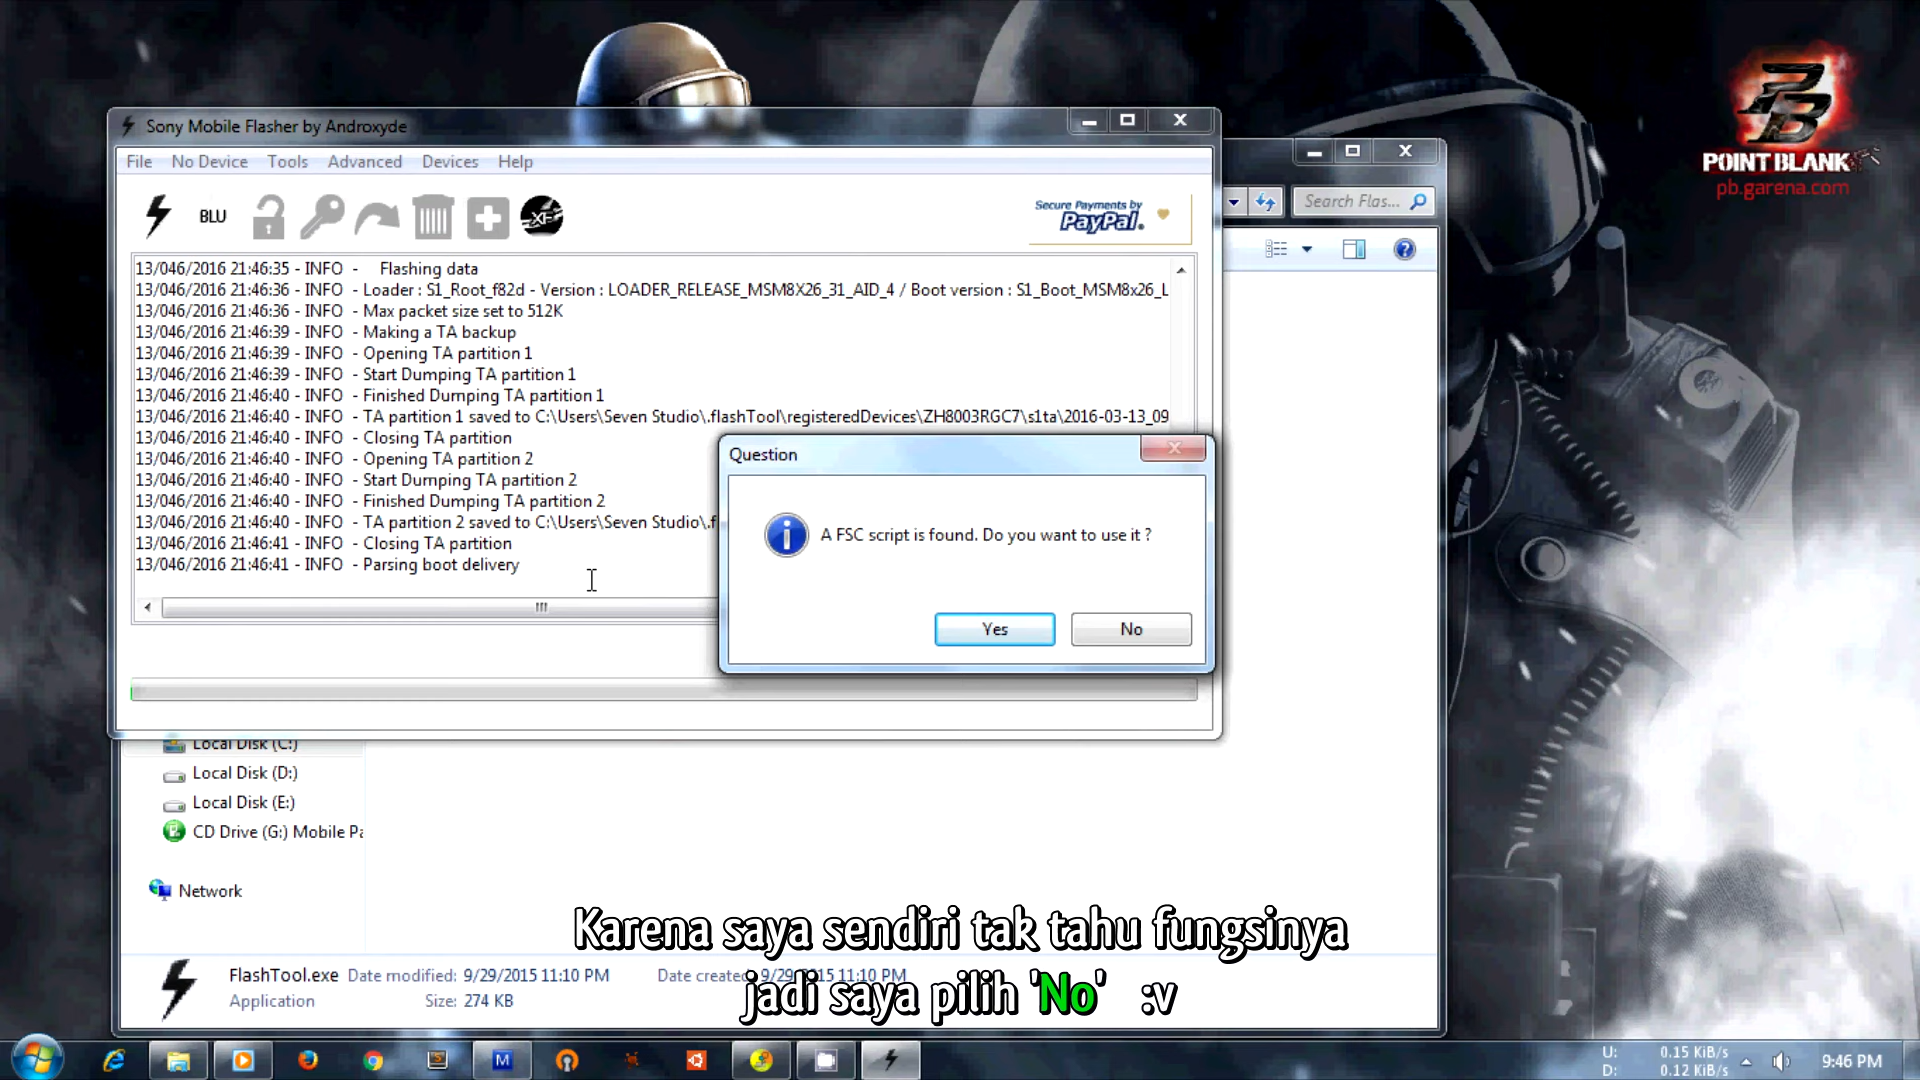 Sony Mobile Flasher by Androxyde
File No Device Tools Advanced Devices Help
BLU
XF
Secure Payments by
PayPal.
Search Flas...
POINT BLANK
pb.garena.com
13/046/2016 21:46:35 - INFO - Flashing data
13/046/2016 21:46:36 - INFO - Loader : S1_Root_f82d - Version : LOADER_RELEASE_MSM8X26_31_AID_4 / Boot version : S1_Boot_MSM8x26_L
13/046/2016 21:46:36 - INFO - Max packet size set to 512K
13/046/2016 21:46:39 - INFO - Making a TA backup
13/046/2016 21:46:39 - INFO - Opening TA partition 1
13/046/2016 21:46:39 - INFO - Start Dumping TA partition 1
13/046/2016 21:46:40 - INFO - Finished Dumping TA partition 1
13/046/2016 21:46:40 - INFO - TA partition 1 saved to C:\Users\Seven Studio\.flashTool\registeredDevices\ZH8003RGC7\s1ta\2016-03-13_09
13/046/2016 21:46:40 - INFO - Closing TA partition
13/046/2016 21:46:40 - INFO - Opening TA partition 2
13/046/2016 21:46:40 - INFO - Start Dumping TA partition 2
13/046/2016 21:46:40 - INFO - Finished Dumping TA partition 2
13/046/2016 21:46:40 - INFO - TA partition 2 saved to C:\Users\Seven Studio\.f
13/046/2016 21:46:41 - INFO - Closing TA partition
13/046/2016 21:46:41 - INFO - Parsing boot delivery
Question
A FSC script is found. Do you want to use it ?
Yes No
Local Disk (C:)
Local Disk (D:)
Local Disk (E:)
CD Drive (G:) Mobile Pa
Network
Karena saya sendiri tak tahu fungsinya
jadi saya pilih 'No' :v
FlashTool.exe Date modified: 9/29/2015 11:10 PM Date created: 9/29/2015 11:10 PM
Application Size: 274 KB
U: 0.15 KiB/s
D: 0.12 KiB/s
9:46 PM